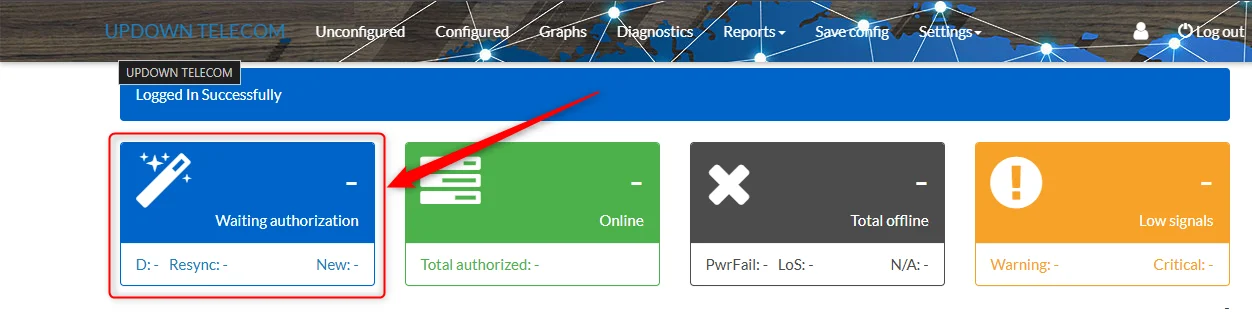 UPDOWN TELECOM Unconfigured Configured Graphs Diagnostics Reports Save config Settings Log out
UPDOWN TELECOM
Logged In Successfully
- - - -
Waiting authorization Online Total offline Low signals
D: - Resync: - New: - Total authorized: - PwrFail: - LoS: - N/A: - Warning: - Critical: -